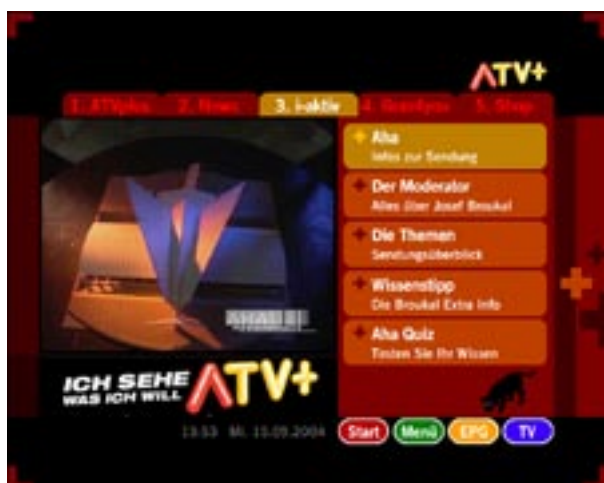 ATV+
1. ATVplus 2. News 3. i-aktiv 4. 5. Shop
Aha
Infos zur Sendung
Der Moderator
Alles über Josef Broukal
Die Themen
Sendungsüberblick
Wissenstipp
Die Broukal Extra Info
Aha Quiz
Testen Sie Ihr Wissen
AHA!
ICH SEHE
WAS ICH WILL
ATV+
13:53 Mi. 15.09.2004 Start Menü EPG TV